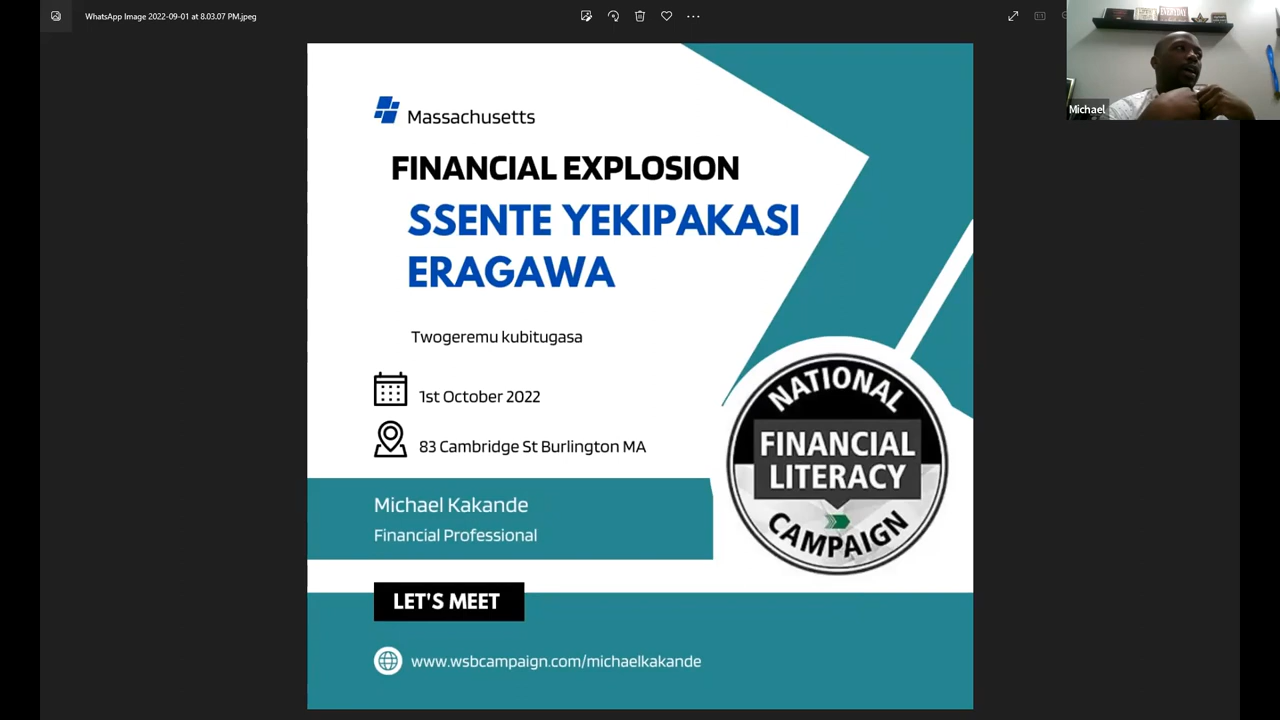 WhatsApp Image 2022-09-01 at 8.03.07 PM.jpeg
Michael
Massachusetts
FINANCIAL EXPLOSION
SSENTE YEKIPAKASI
ERAGAWA
Twogeremu kubitugasa
1st October 2022
83 Cambridge St Burlington MA
Michael Kakande
Financial Professional
NATIONAL
FINANCIAL
LITERACY
CAMPAIGN
LET'S MEET
www.wsbcampaign.com/michaelkakande
EVERYDAY